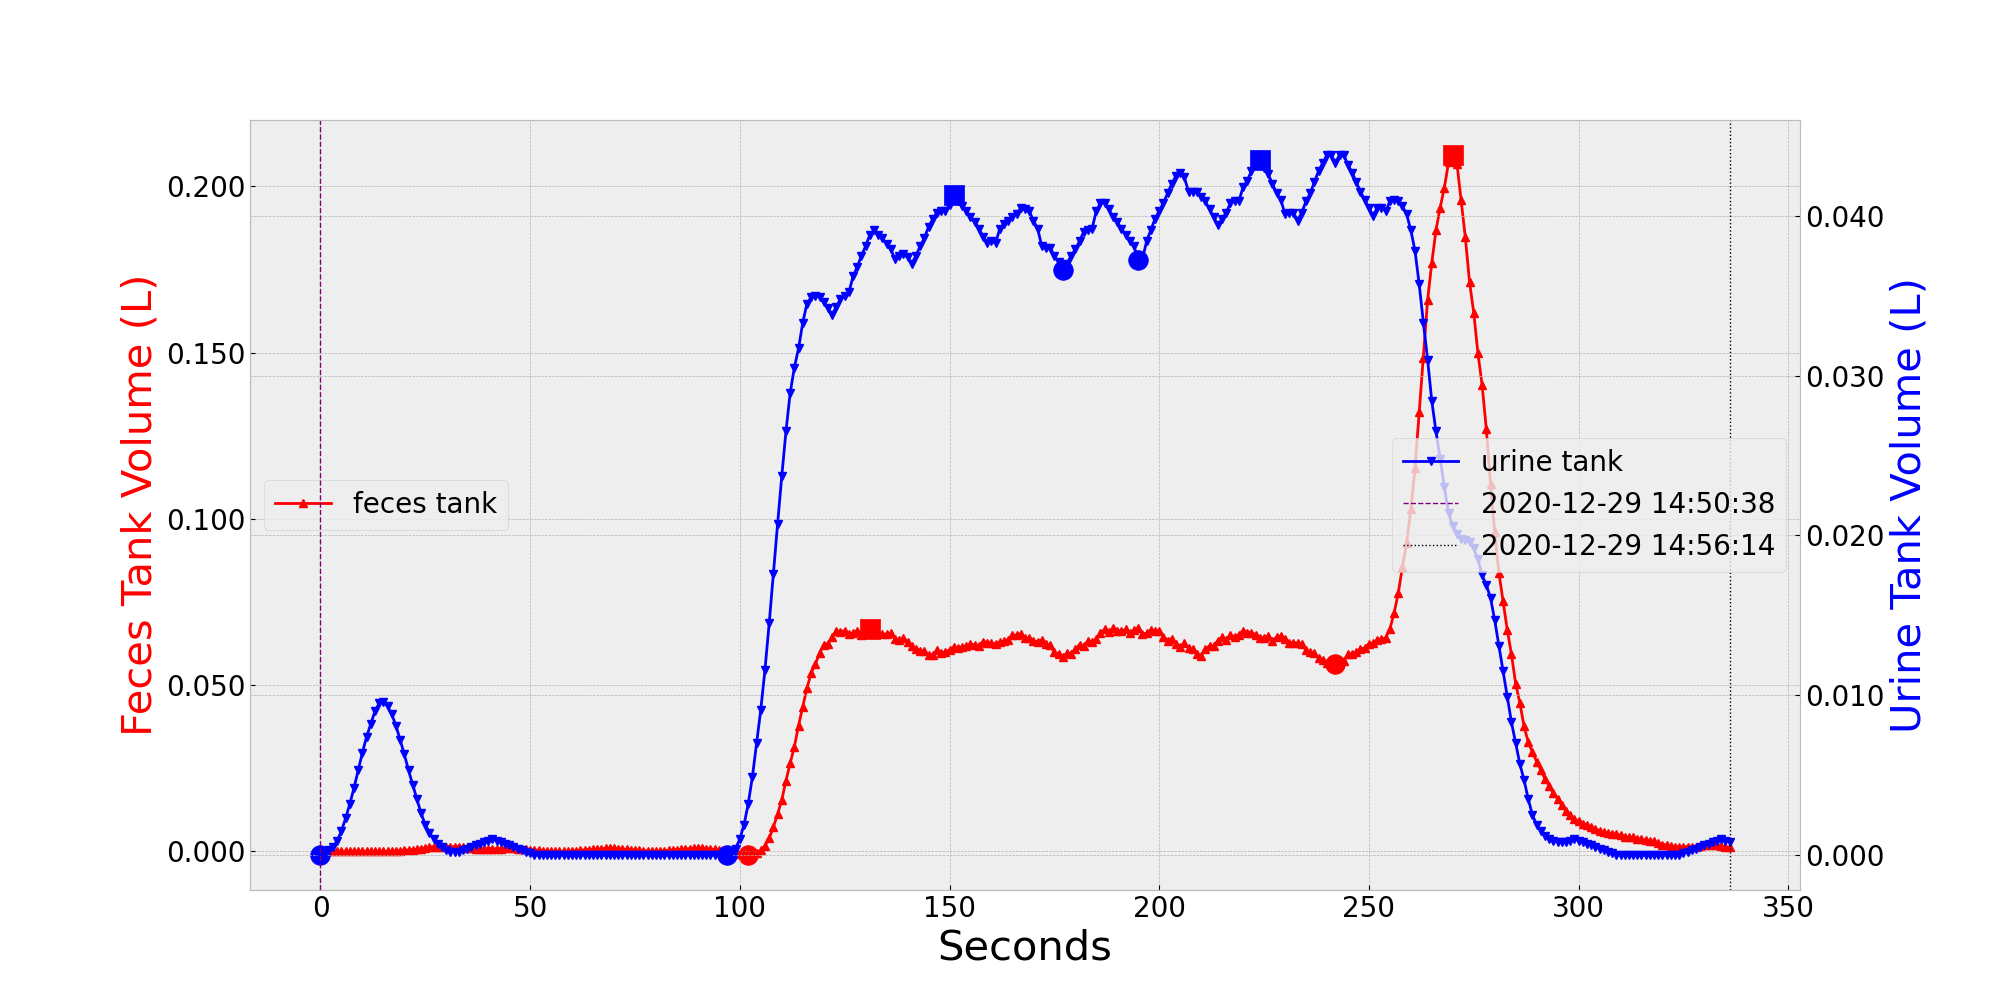 Feces Tank Volume (L)
0.200
0.150
0.100
0.050
0.000
feces tank
urine tank
2020-12-29 14:50:38
2020-12-29 14:56:14
0.040
0.030
0.020
0.010
0.000
Urine Tank Volume (L)
0 50 100 150 200 250 300 350
Seconds